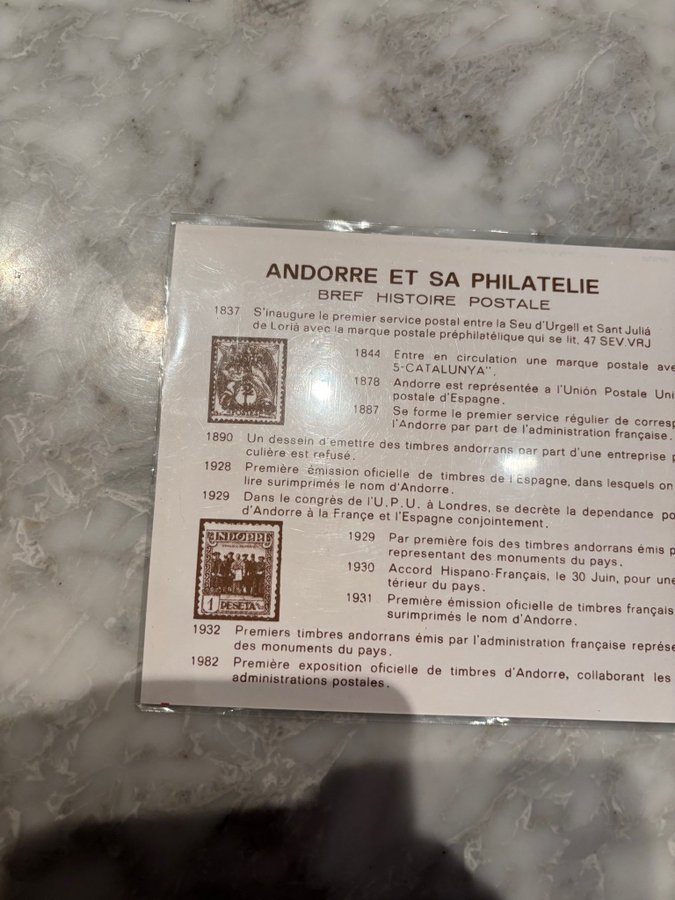 ANDORRE ET SA PHILATELIE
BREF HISTOIRE POSTALE
1837 S'inaugure le premier service postal entre la Seu d'Urgell et Sant Juliá
de Loriá avec la marque postale préphilatélique qui se lit, 47 SEV.VRJ
1844 Entre en circulation une marque postale
5-CATALUNYA".
1878 Andorre est représentée a l'Unión Postale
postale d'Espagne.
1887 Se forme le premier service régulier de
l'Andorre par part de l'administration française.
1890 Un dessein d'emettre des timbres andorrans par part d'une entreprise
culière est refusé.
1928 Première émission oficielle de timbres de l'Espagne, dans lesquels on
lire surimprimés le nom d'Andorre.
1929 Dans le congrès de l'U.P.U. à Londres, se decrète la dependance
d'Andorre à la Françe et l'Espagne conjointement.
ANDORRE
1 PESETA
1929 Par première fois des timbres andorrans émis
representant des monuments du pays.
1930 Accord Hispano-Français, le 30 Juin, pour une
térieur du pays.
1931 Première émission oficielle de timbres français
surimprimés le nom d'Andorre.
1932 Premiers timbres andorrans émis par l'administration française
des monuments du pays.
1982 Première exposition oficielle de timbres d'Andorre, collaborant les
administrations postales.